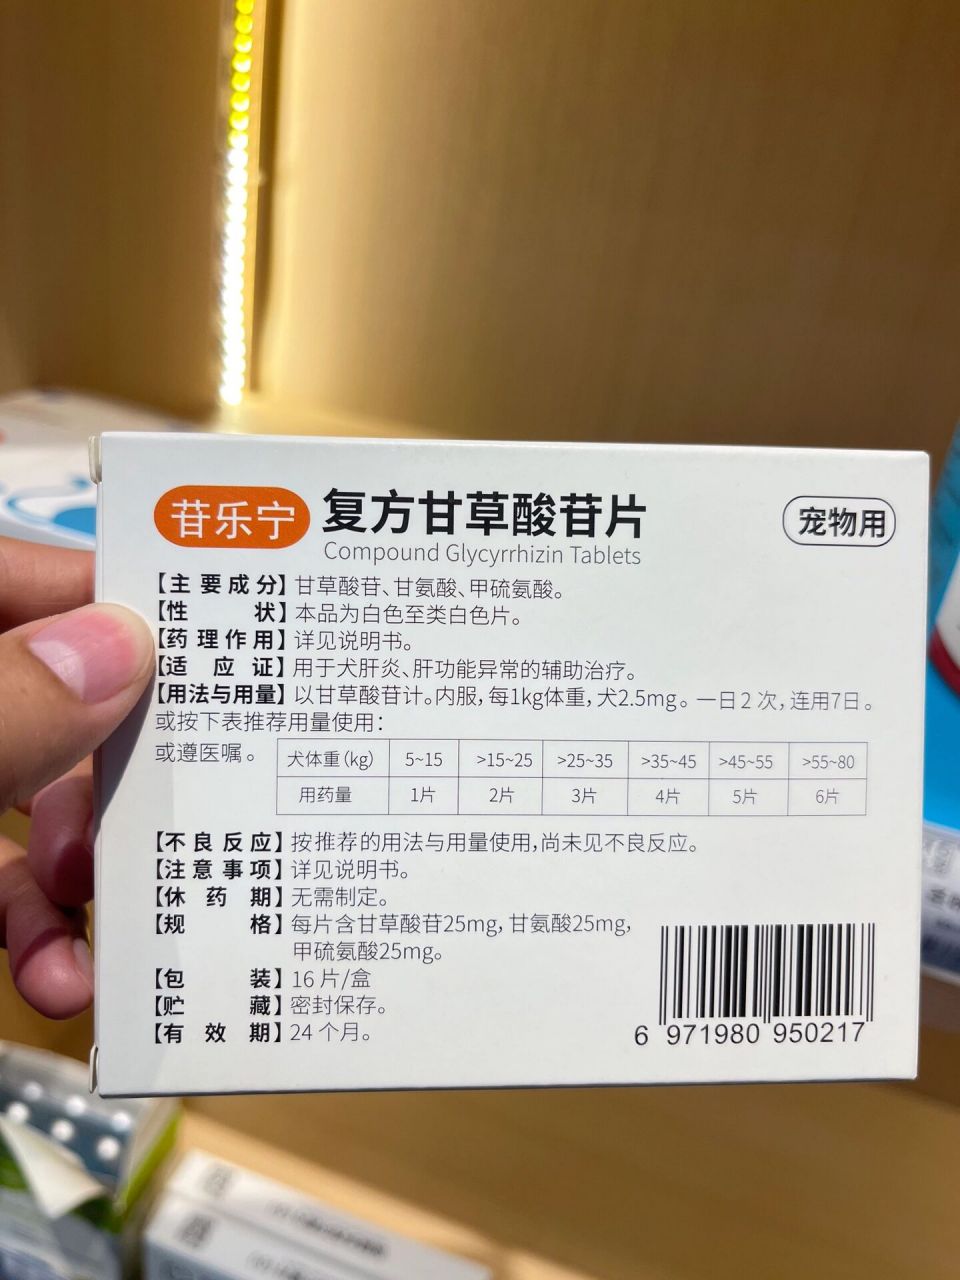 苷乐宁 复方甘草酸苷片 宠物用
Compound Glycyrrhizin Tablets
【主要成分】甘草酸苷、甘氨酸、甲硫氨酸。
【性状】本品为白色至类白色片。
【药理作用】详见说明书。
【适应证】用于犬肝炎、肝功能异常的辅助治疗。
【用法与用量】以甘草酸苷计。内服,每1kg体重,犬2.5mg。一日2次,连用7日。
或按下表推荐用量使用:
或遵医嘱。
犬体重(kg) 5~15 >15~25 >25~35 >35~45 >45~55 >55~80
用药量 1片 2片 3片 4片 5片 6片
【不良反应】按推荐的用法与用量使用,尚未见不良反应。
【注意事项】详见说明书。
【休药期】无需制定。
【规格】每片含甘草酸苷25mg,甘氨酸25mg,
甲硫氨酸25mg。
【包装】16片/盒
【贮藏】密封保存。
【有效期】24个月。
6 971980 950217